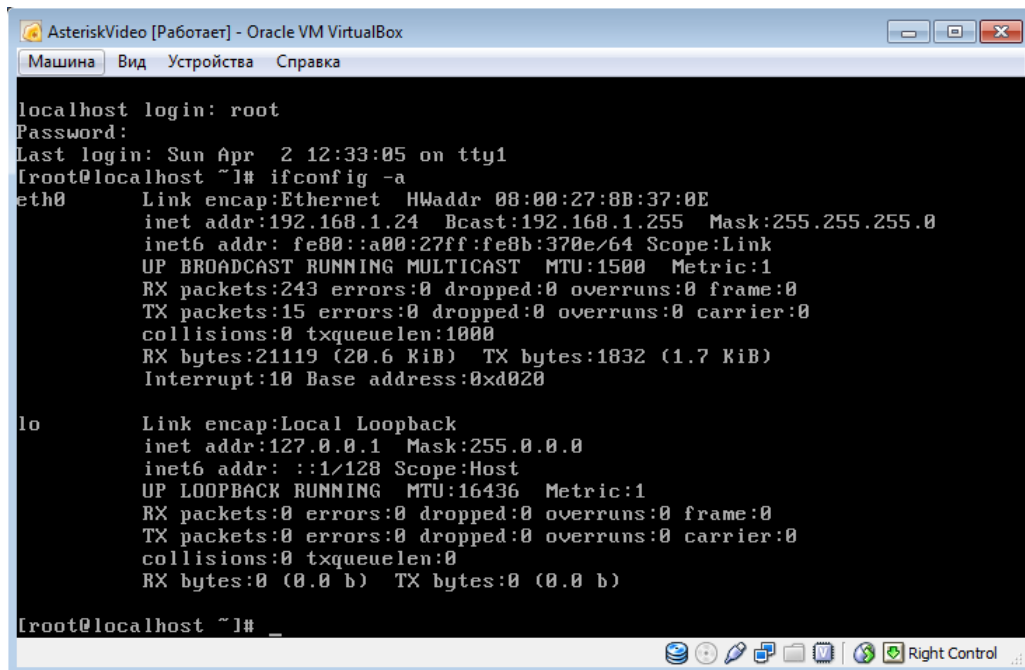 AsteriskVideo [Работает] - Oracle VM VirtualBox
Машина Вид Устройства Справка
localhost login: root
Password:
Last login: Sun Apr  2 12:33:05 on tty1
[root@localhost ~]# ifconfig -a
eth0      Link encap:Ethernet  HWaddr 08:00:27:8B:37:0E
          inet addr:192.168.1.24  Bcast:192.168.1.255  Mask:255.255.255.0
          inet6 addr: fe80::a00:27ff:fe8b:370e/64 Scope:Link
          UP BROADCAST RUNNING MULTICAST  MTU:1500  Metric:1
          RX packets:243 errors:0 dropped:0 overruns:0 frame:0
          TX packets:15 errors:0 dropped:0 overruns:0 carrier:0
          collisions:0 txqueuelen:1000
          RX bytes:21119 (20.6 KiB)  TX bytes:1832 (1.7 KiB)
          Interrupt:10 Base address:0xd020
lo        Link encap:Local Loopback
          inet addr:127.0.0.1  Mask:255.0.0.0
          inet6 addr: ::1/128 Scope:Host
          UP LOOPBACK RUNNING  MTU:16436  Metric:1
          RX packets:0 errors:0 dropped:0 overruns:0 frame:0
          TX packets:0 errors:0 dropped:0 overruns:0 carrier:0
          collisions:0 txqueuelen:0
          RX bytes:0 (0.0 b)  TX bytes:0 (0.0 b)
[root@localhost ~]# _
Right Control